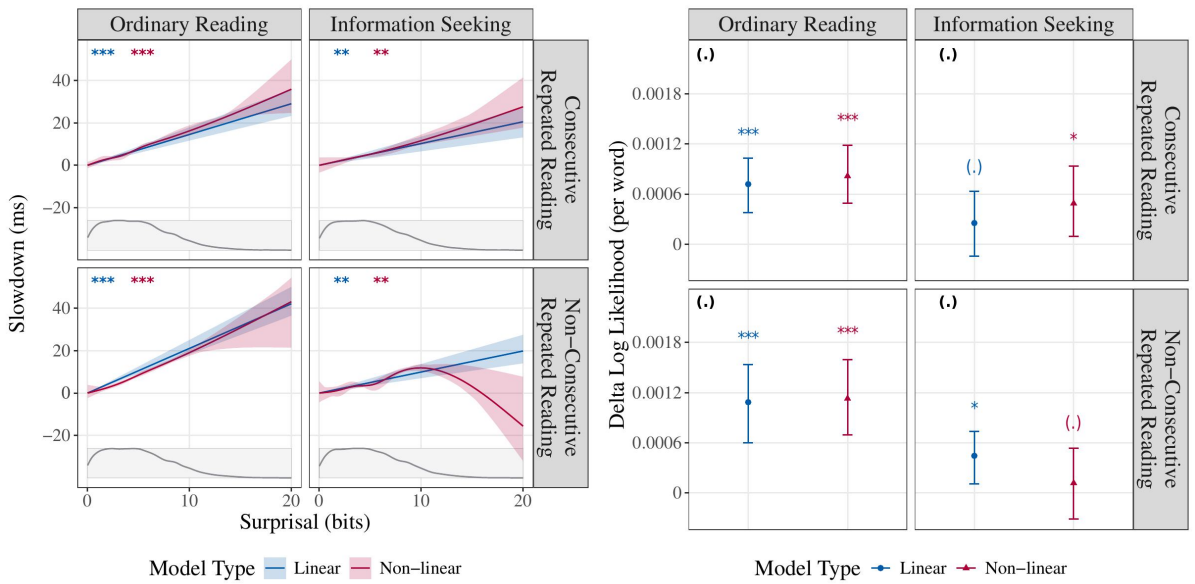 Ordinary Reading
Information Seeking
*** ***
** **
40
20
0
−20
Consecutive
Repeated Reading
*** ***
** **
40
20
0
−20
Non−Consecutive
Repeated Reading
Slowdown (ms)
0 10 20
0 10 20
Surprisal (bits)
Model Type Linear Non−linear
Ordinary Reading
Information Seeking
(.)
(.)
0.0018
0.0012
0.0006
0
*** ***
(.) *
Consecutive
Repeated Reading
(.)
(.)
0.0018
0.0012
0.0006
0
*** ***
* (.)
Non−Consecutive
Repeated Reading
Delta Log Likelihood (per word)
Model Type Linear Non−linear